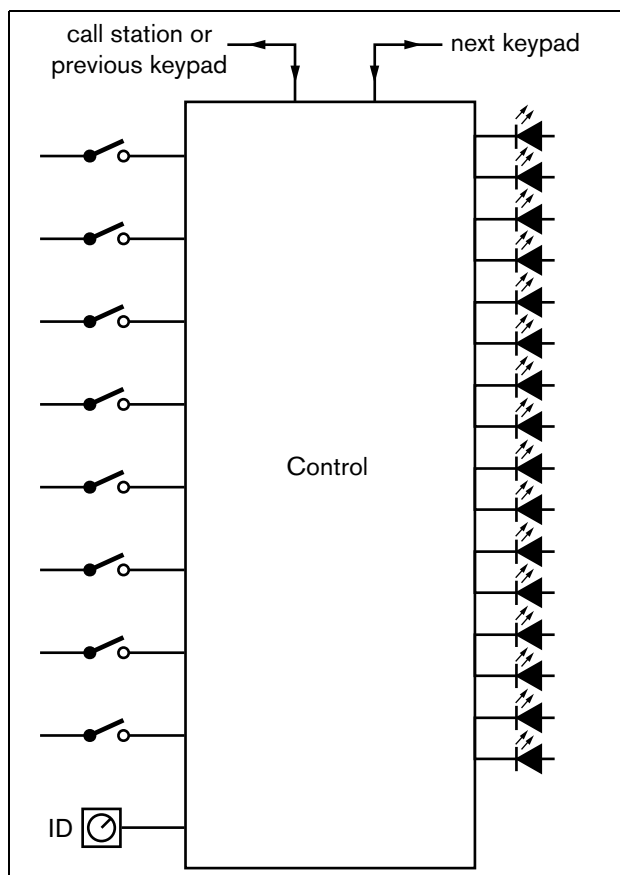 call station or
previous keypad
next keypad
Control
ID